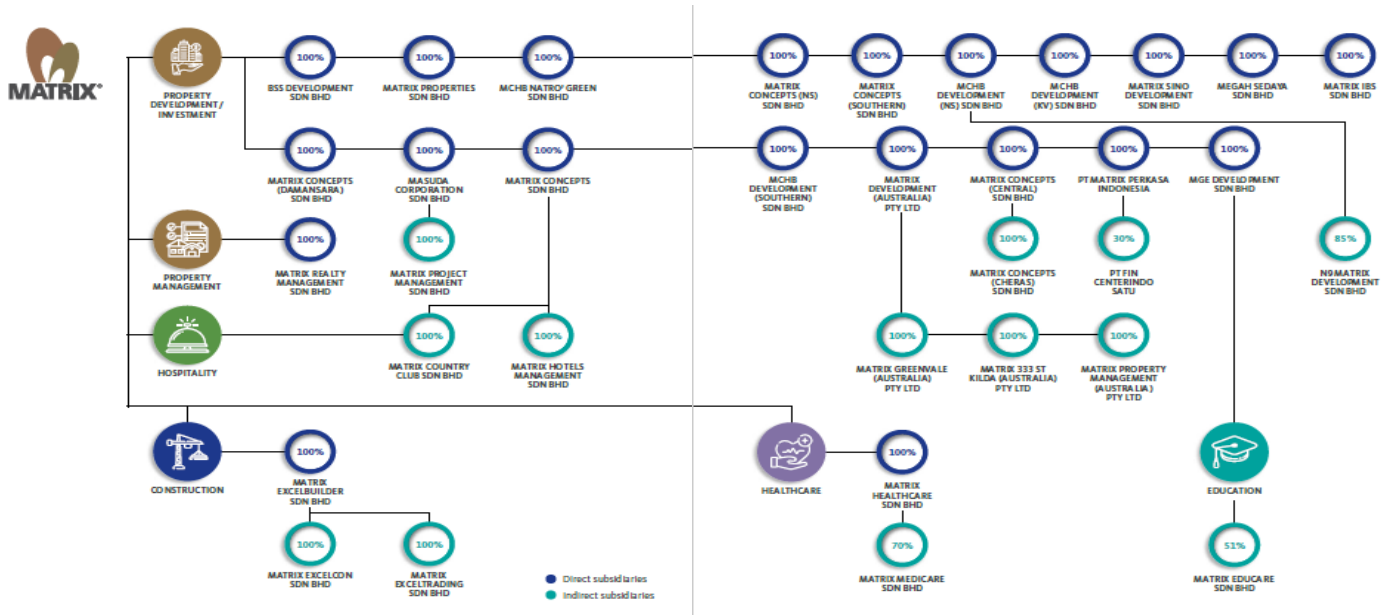 MATRIX®
100%
100%
100%
100%
100%
100%
100%
100%
100%
100%
PROPERTY
DEVELOPMENT /
INVESTMENT
BSS DEVELOPMENT
SDN BHD
MATRIX PROPERTIES
SDN BHD
MCHB NATRO' GREEN
SDN BHD
MATRIX
CONCEPTS (NS)
SDN BHD
MATRIX
CONCEPTS
(SOUTHERN)
SDN BHD
MCHB
DEVELOPMENT
(NS) SDN BHD
MCHB
DEVELOPMENT
(KV) SDN BHD
MATRIX SINO
DEVELOPMENT
SDN BHD
MEGAH SEDAYA
SDN BHD
MATRIX IBS
SDN BHD
100%
100%
100%
100%
100%
100%
100%
100%
MATRIX CONCEPTS
(DAMANSARA)
SDN BHD
MASUDA
CORPORATION
SDN BHD
MATRIX CONCEPTS
SDN BHD
MCHB
DEVELOPMENT
(SOUTHERN)
SDN BHD
MATRIX
DEVELOPMENT
(AUSTRALIA)
PTY LTD
MATRIX CONCEPTS
(CENTRAL)
SDN BHD
PT MATRIX PERKASA
INDONESIA
MGE DEVELOPMENT
SDN BHD
100%
100%
100%
30%
85%
PROPERTY
MANAGEMENT
MATRIX REALTY
MANAGEMENT
SDN BHD
MATRIX PROJECT
MANAGEMENT
SDN BHD
MATRIX CONCEPTS
(CHERAS)
SDN BHD
PT FIN
CENTERINDO
SATU
N9 MATRIX
DEVELOPMENT
SDN BHD
100%
100%
100%
100%
100%
HOSPITALITY
MATRIX COUNTRY
CLUB SDN BHD
MATRIX HOTELS
MANAGEMENT
SDN BHD
MATRIX GREENVALE
(AUSTRALIA)
PTY LTD
MATRIX 333 ST
KILDA (AUSTRALIA)
PTY LTD
MATRIX PROPERTY
MANAGEMENT
(AUSTRALIA)
PTY LTD
100%
100%
CONSTRUCTION
MATRIX
EXCELBUILDER
SDN BHD
HEALTHCARE
MATRIX
HEALTHCARE
SDN BHD
EDUCATION
100%
100%
70%
51%
MATRIX EXCELCON
SDN BHD
MATRIX
EXCELTRADING
SDN BHD
MATRIX MEDICARE
SDN BHD
MATRIX EDUCARE
SDN BHD
Direct subsidiaries
Indirect subsidiaries